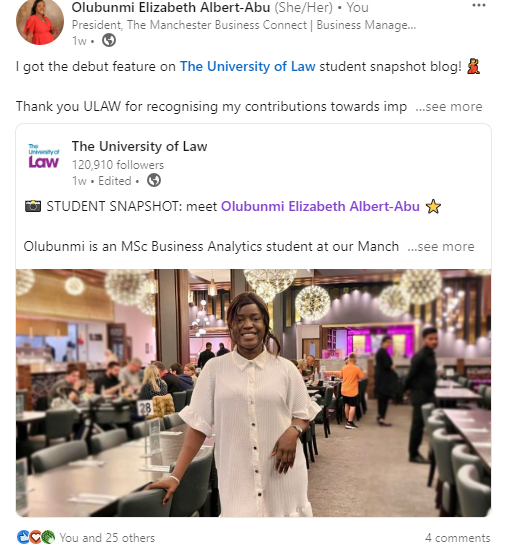 Olubunmi Elizabeth Albert-Abu (She/Her) • You
President, The Manchester Business Connect | Business Manage...
1w •
I got the debut feature on The University of Law student snapshot blog! 💃
Thank you ULAW for recognising my contributions towards imp ...see more
The University of Law
The University of Law
120,910 followers
1w • Edited •
📸 STUDENT SNAPSHOT: meet Olubunmi Elizabeth Albert-Abu ⭐
Olubunmi is an MSc Business Analytics student at our Manch ...see more
28
You and 25 others
4 comments